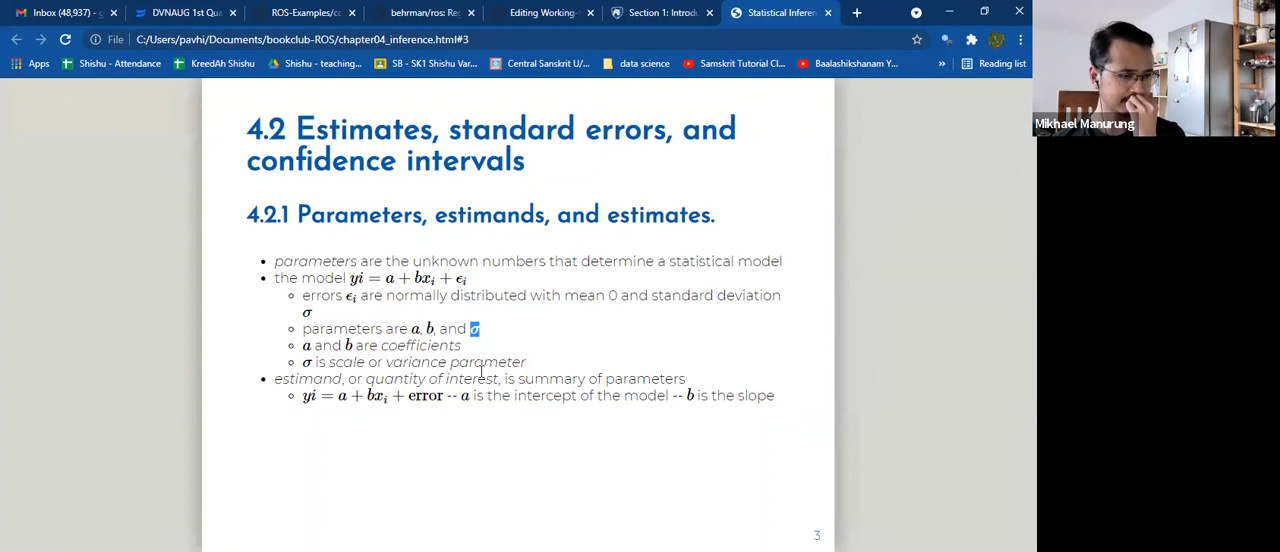 Inbox (48,937) - g
DVNAUG 1st Qua
ROS-Examples/cc
behrman/ros: Re
Editing Working-
Section 1: Introdu
Statistical Inferen
File C:/Users/pavhi/Documents/bookclub-ROS/chapter04_inference.html#3
Apps Shishu - Attendance KreedAh Shishu Shishu - teaching... SB - SK1 Shishu Var... Central Sanskrit U/... data science Samskrit Tutorial Cl... Baalashikshanam Y... » Reading list
Mikhael Manurung
4.2 Estimates, standard errors, and
confidence intervals
4.2.1 Parameters, estimands, and estimates.
• parameters are the unknown numbers that determine a statistical model
• the model yi = a + bxᵢ + ϵᵢ
◦ errors ϵᵢ are normally distributed with mean 0 and standard deviation
σ
◦ parameters are a, b, and σ
◦ a and b are coefficients
◦ σ is scale or variance parameter
• estimand, or quantity of interest, is summary of parameters
◦ yi = a + bxᵢ + error -- a is the intercept of the model -- b is the slope
3